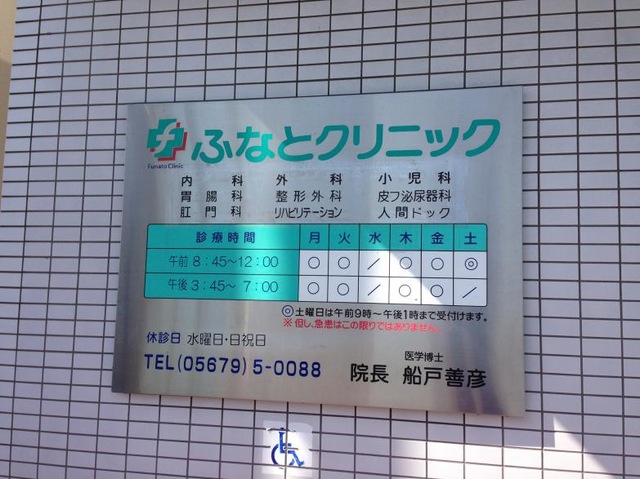 ふなとクリニック
Funato Clinic
内科 外科 小児科
胃腸科 整形外科 皮フ泌尿器科
肛門科 リハビリテーション 人間ドック
診療時間 月 火 水 木 金 土
午前8:45〜12:00 ○ ○ / ○ ○ ◎
午後3:45〜7:00 ○ ○ / ○ ○ /
◎土曜日は午前9時〜午後1時まで受付けます。
※但し、急患はこの限りではありません。
休診日 水曜日・日祝日
TEL(05679)5-0088
医学博士
院長 船戸善彦